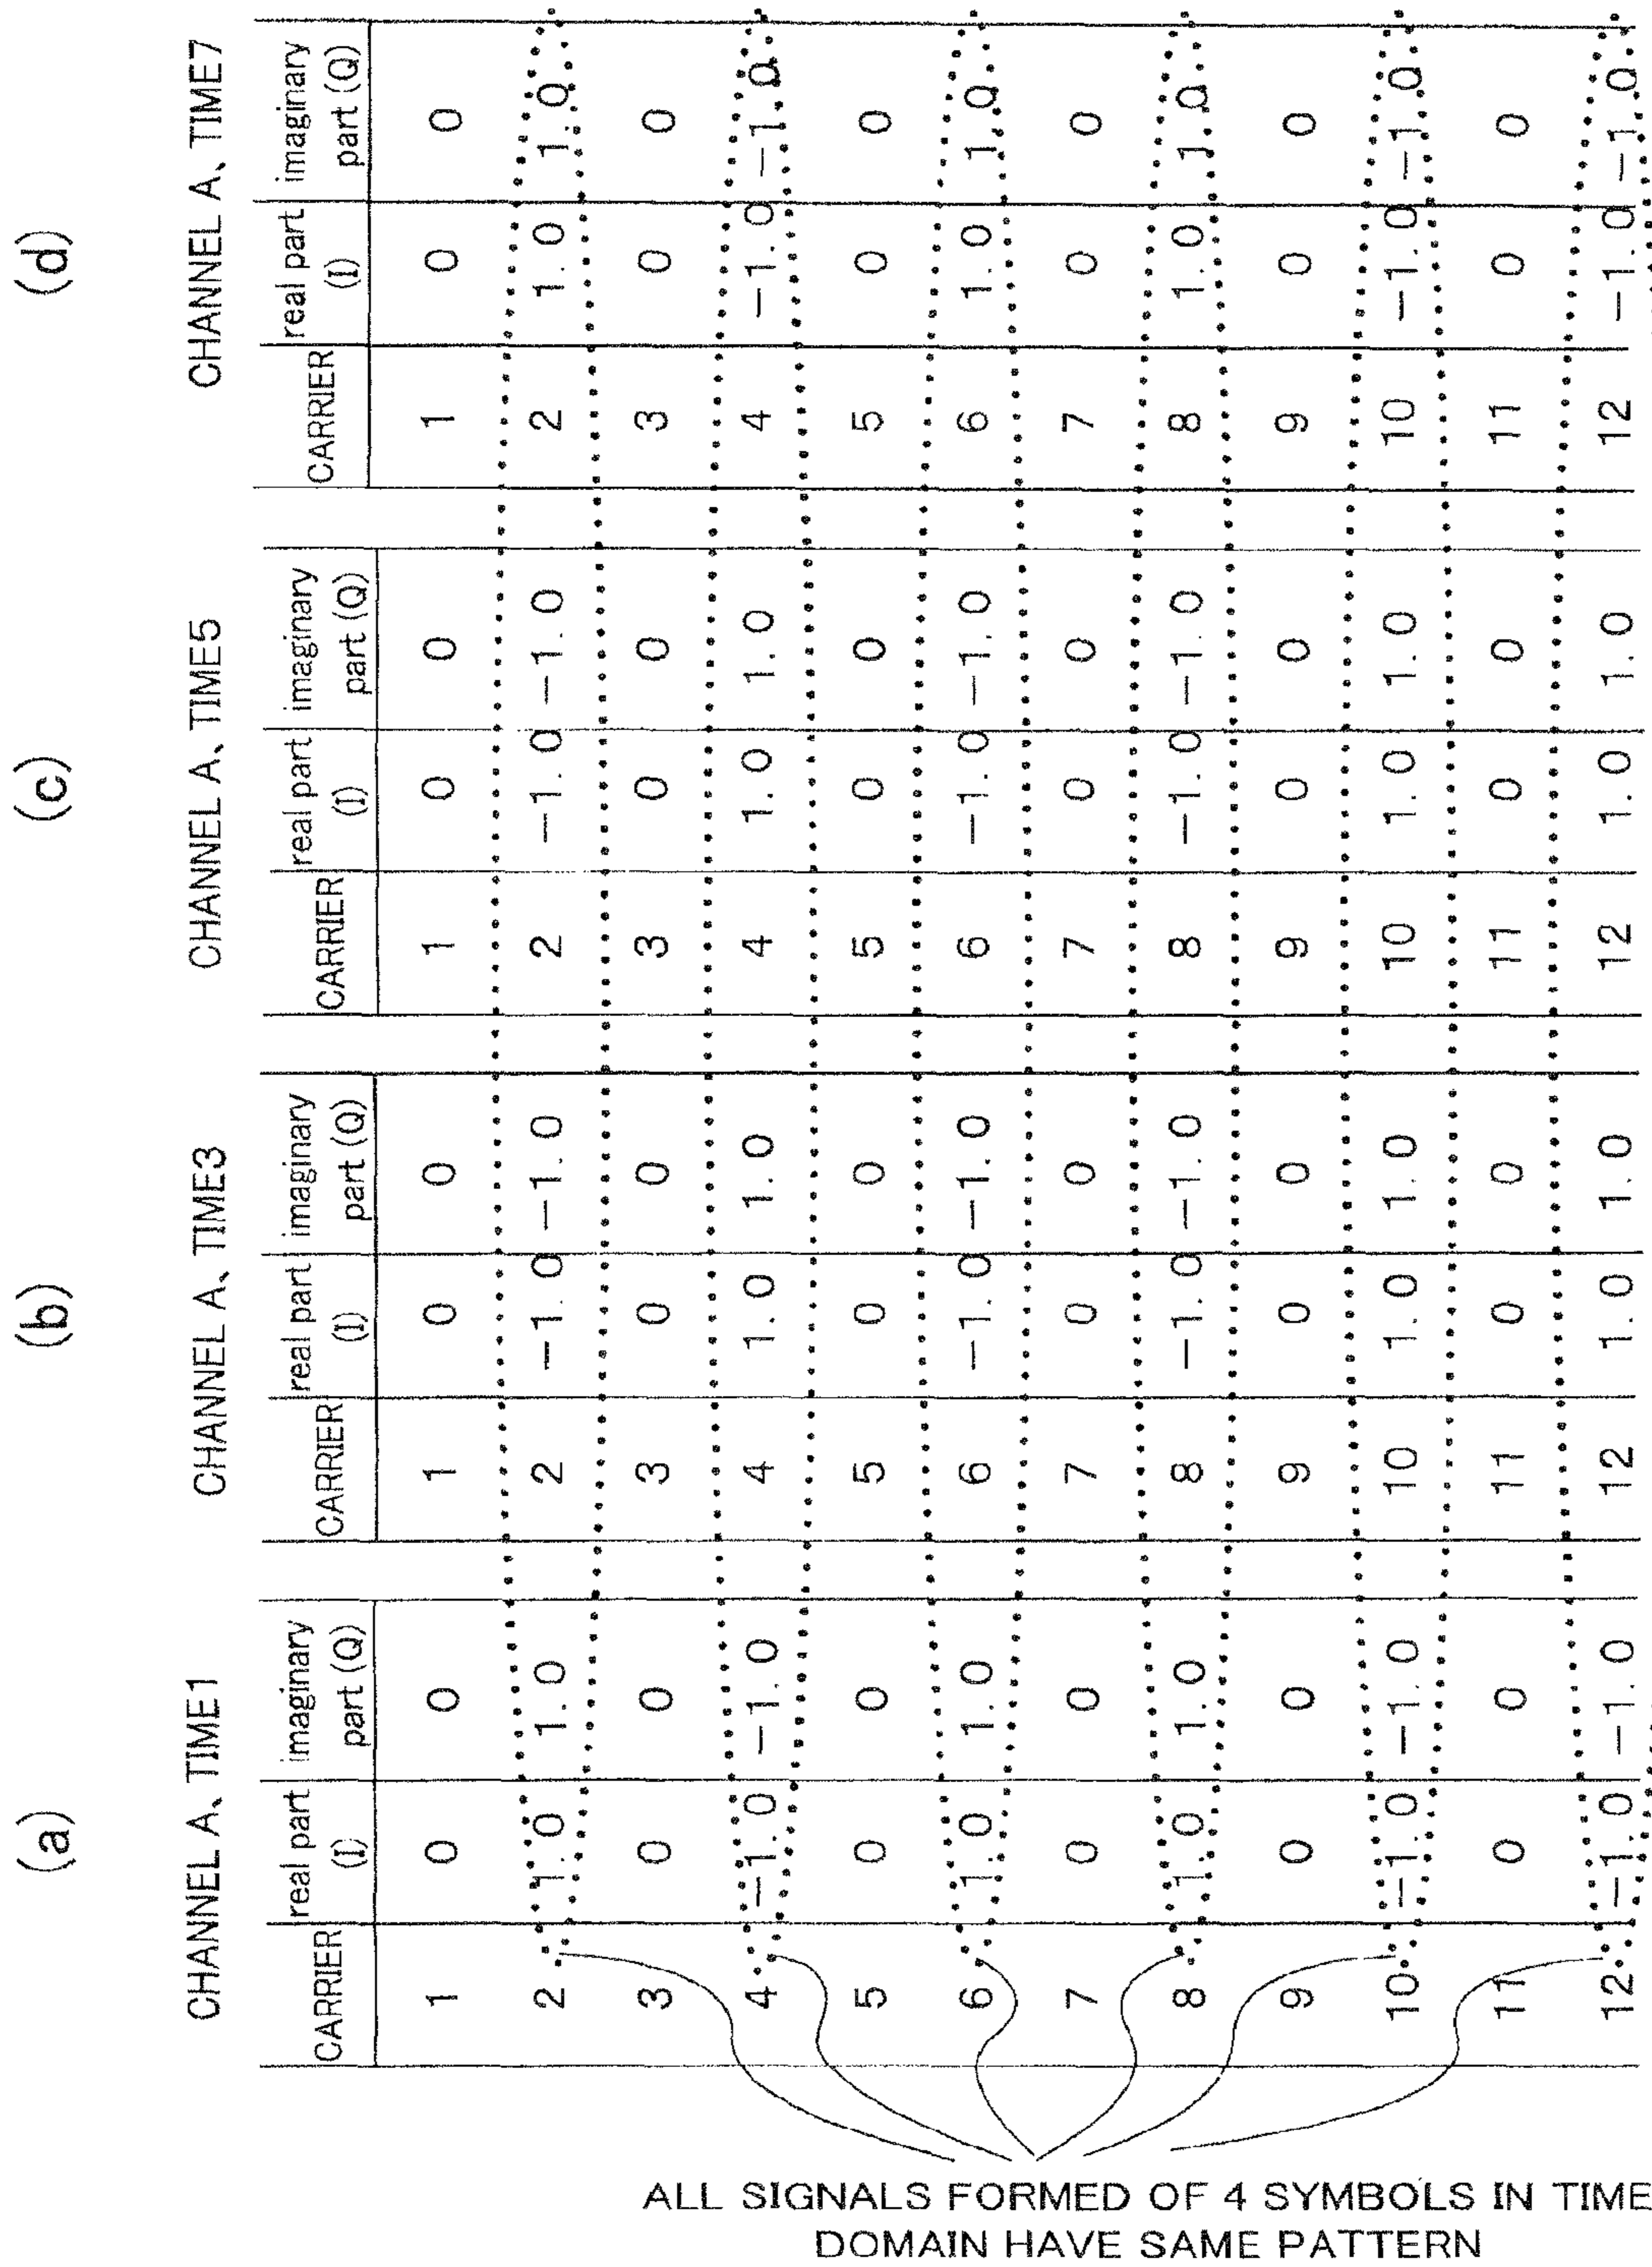 (a)
CHANNEL A、TIME1
CARRIER real part (I) imaginary part (Q)
1 0 0
2 1.0 1.0
3 0 0
4 −1.0 −1.0
5 0 0
6 1.0 1.0
7 0 0
8 1.0 1.0
9 0 0
10 −1.0 −1.0
11 0 0
12 −1.0 −1.0
(b)
CHANNEL A、TIME3
CARRIER real part (I) imaginary part (Q)
1 0 0
2 −1.0 −1.0
3 0 0
4 1.0 1.0
5 0 0
6 −1.0 −1.0
7 0 0
8 −1.0 −1.0
9 0 0
10 1.0 1.0
11 0 0
12 1.0 1.0
(c)
CHANNEL A、TIME5
CARRIER real part (I) imaginary part (Q)
1 0 0
2 −1.0 −1.0
3 0 0
4 1.0 1.0
5 0 0
6 −1.0 −1.0
7 0 0
8 −1.0 −1.0
9 0 0
10 1.0 1.0
11 0 0
12 1.0 1.0
(d)
CHANNEL A、TIME7
CARRIER real part (I) imaginary part (Q)
1 0 0
2 1.0 1.0
3 0 0
4 −1.0 −1.0
5 0 0
6 1.0 1.0
7 0 0
8 1.0 1.0
9 0 0
10 −1.0 −1.0
11 0 0
12 −1.0 −1.0
ALL SIGNALS FORMED OF 4 SYMBOLS IN TIME
DOMAIN HAVE SAME PATTERN